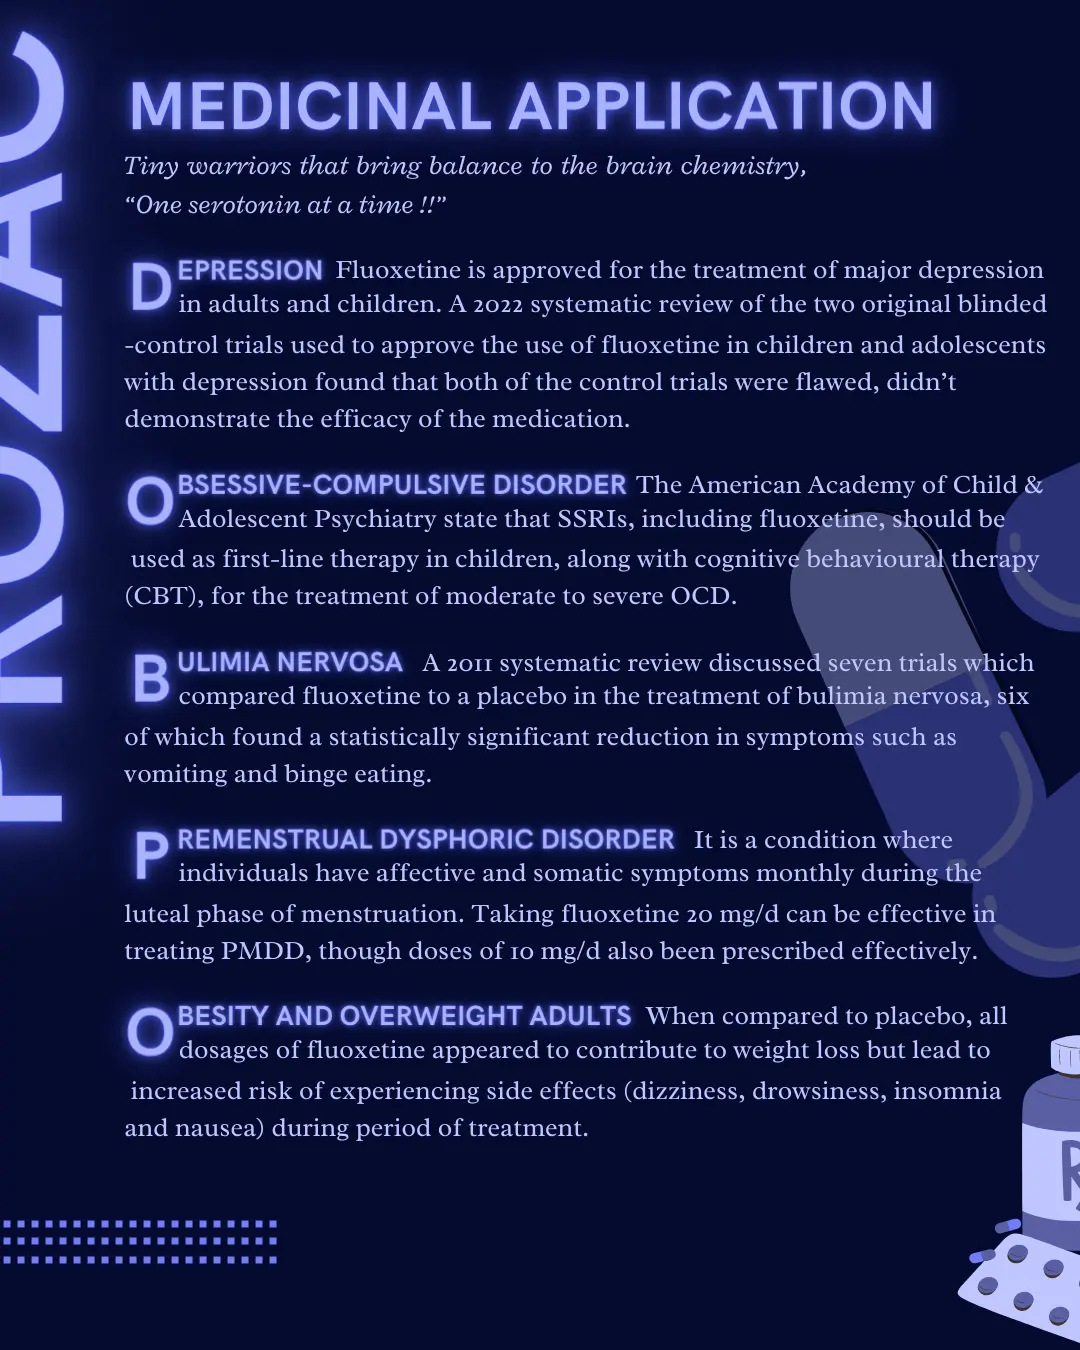 PROZAC
MEDICINAL APPLICATION
Tiny warriors that bring balance to the brain chemistry,
“One serotonin at a time !!”
DEPRESSION Fluoxetine is approved for the treatment of major depression
in adults and children. A 2022 systematic review of the two original blinded
-control trials used to approve the use of fluoxetine in children and adolescents
with depression found that both of the control trials were flawed, didn’t
demonstrate the efficacy of the medication.
OBSESSIVE-COMPULSIVE DISORDER The American Academy of Child &
Adolescent Psychiatry state that SSRIs, including fluoxetine, should be
used as first-line therapy in children, along with cognitive behavioural therapy
(CBT), for the treatment of moderate to severe OCD.
BULIMIA NERVOSA A 2011 systematic review discussed seven trials which
compared fluoxetine to a placebo in the treatment of bulimia nervosa, six
of which found a statistically significant reduction in symptoms such as
vomiting and binge eating.
PREMENSTRUAL DYSPHORIC DISORDER It is a condition where
individuals have affective and somatic symptoms monthly during the
luteal phase of menstruation. Taking fluoxetine 20 mg/d can be effective in
treating PMDD, though doses of 10 mg/d also been prescribed effectively.
OBESITY AND OVERWEIGHT ADULTS When compared to placebo, all
dosages of fluoxetine appeared to contribute to weight loss but lead to
increased risk of experiencing side effects (dizziness, drowsiness, insomnia
and nausea) during period of treatment.